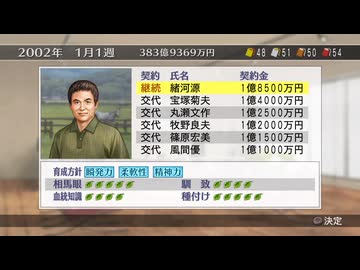 2002年 1月1週 383億9369万円 48 51 50 54
契約 氏名 契約金
継続 緒河源 1億8500万円
交代 宝塚菊夫 1億4000万円
交代 丸瀬文作 1億2500万円
交代 牧野良夫 1億2000万円
交代 篠原宏美 1億1500万円
交代 風間優 1億1000万円
育成方針 瞬発力 柔軟性 精神力
相馬眼 馴致
血統知識 種付け
決定